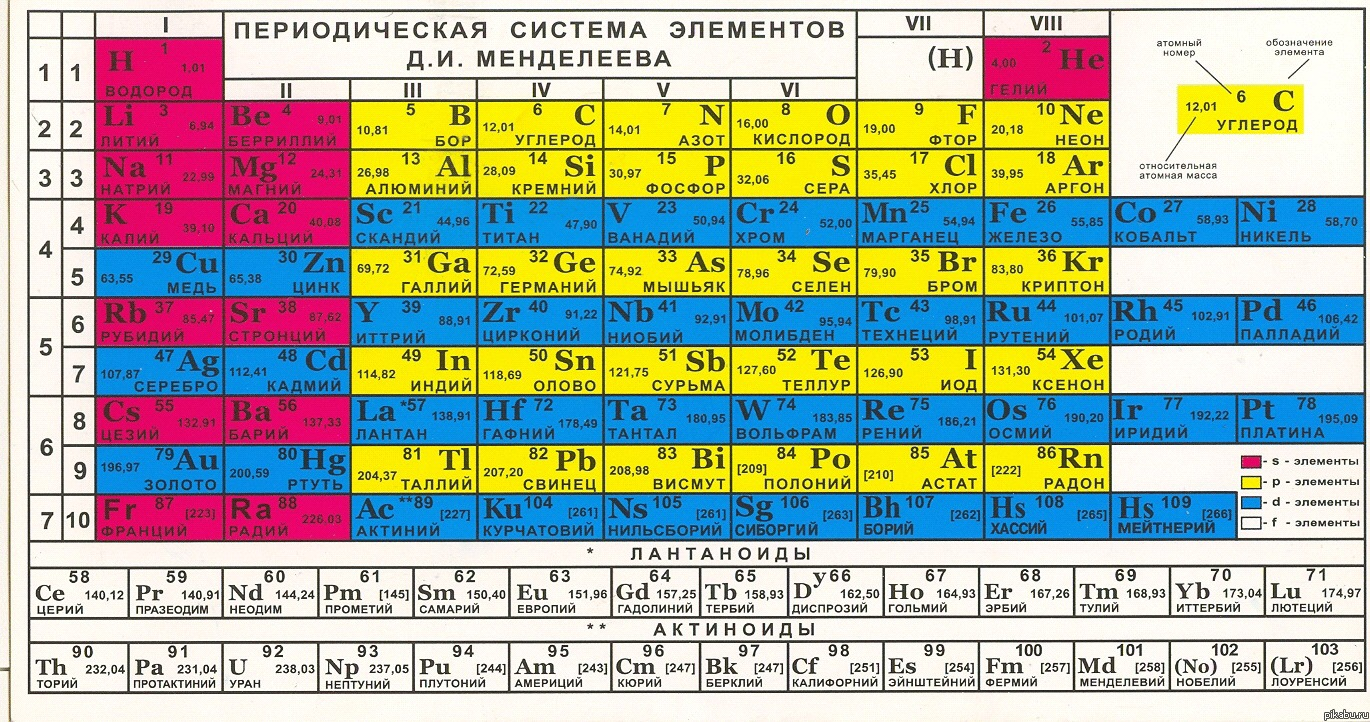 I ПЕРИОДИЧЕСКАЯ СИСТЕМА ЭЛЕМЕНТОВ VII VIII
Д.И. МЕНДЕЛЕЕВА
1 1 H 1 1,01 ВОДОРОД (H) 4,00 2 He ГЕЛИЙ
II III IV V VI
атомный номер
обозначение элемента
12,01 6 C УГЛЕРОД
относительная атомная масса
2 2 Li 3 6,94 ЛИТИЙ Be 4 9,01 БЕРРИЛЛИЙ 10,81 5 B БОР 12,01 6 C УГЛЕРОД 14,01 7 N АЗОТ 16,00 8 O КИСЛОРОД 19,00 9 F ФТОР 20,18 10 Ne НЕОН
3 3 Na 11 22,99 НАТРИЙ Mg 12 24,31 МАГНИЙ 26,98 13 Al АЛЮМИНИЙ 28,09 14 Si КРЕМНИЙ 30,97 15 P ФОСФОР 32,06 16 S СЕРА 35,45 17 Cl ХЛОР 39,95 18 Ar АРГОН
4 4 K 19 39,10 КАЛИЙ Ca 20 40,08 КАЛЬЦИЙ Sc 21 44,96 СКАНДИЙ Ti 22 47,90 ТИТАН V 23 50,94 ВАНАДИЙ Cr 24 52,00 ХРОМ Mn 25 54,94 МАРГАНЕЦ Fe 26 55,85 ЖЕЛЕЗО Co 27 58,93 КОБАЛЬТ Ni 28 58,70 НИКЕЛЬ
5 63,55 29 Cu МЕДЬ 65,38 30 Zn ЦИНК 69,72 31 Ga ГАЛЛИЙ 72,59 32 Ge ГЕРМАНИЙ 74,92 33 As МЫШЬЯК 78,96 34 Se СЕЛЕН 79,90 35 Br БРОМ 83,80 36 Kr КРИПТОН
5 6 Rb 37 85,47 РУБИДИЙ Sr 38 87,62 СТРОНЦИЙ Y 39 88,91 ИТТРИЙ Zr 40 91,22 ЦИРКОНИЙ Nb 41 92,91 НИОБИЙ Mo 42 95,94 МОЛИБДЕН Tc 43 98,91 ТЕХНЕЦИЙ Ru 44 101,07 РУТЕНИЙ Rh 45 102,91 РОДИЙ Pd 46 106,42 ПАЛЛАДИЙ
7 107,87 47 Ag СЕРЕБРО 112,41 48 Cd КАДМИЙ 114,82 49 In ИНДИЙ 118,69 50 Sn ОЛОВО 121,75 51 Sb СУРЬМА 127,60 52 Te ТЕЛЛУР 126,90 53 I ИОД 131,30 54 Xe КСЕНОН
6 8 Cs 55 132,91 ЦЕЗИЙ Ba 56 137,33 БАРИЙ La *57 138,91 ЛАНТАН Hf 72 178,49 ГАФНИЙ Ta 73 180,95 ТАНТАЛ W 74 183,85 ВОЛЬФРАМ Re 75 186,21 РЕНИЙ Os 76 190,20 ОСМИЙ Ir 77 192,22 ИРИДИЙ Pt 78 195,09 ПЛАТИНА
9 196,97 79 Au ЗОЛОТО 200,59 80 Hg РТУТЬ 204,37 81 Tl ТАЛЛИЙ 207,20 82 Pb СВИНЕЦ 208,98 83 Bi ВИСМУТ [209] 84 Po ПОЛОНИЙ [210] 85 At АСТАТ [222] 86 Rn РАДОН
7 10 Fr 87 [223] ФРАНЦИЙ Ra 88 226,03 РАДИЙ Ac **89 [227] АКТИНИЙ Ku 104 [261] КУРЧАТОВИЙ Ns 105 [261] НИЛЬСБОРИЙ Sg 106 [263] СИБОРГИЙ Bh 107 [262] БОРИЙ Hs 108 [265] ХАССИЙ Hs 109 [266] МЕЙТНЕРИЙ
- s - элементы
- p - элементы
- d - элементы
- f - элементы
* ЛАНТАНОИДЫ
Ce 58 140,12 ЦЕРИЙ Pr 59 140,91 ПРАЗЕОДИМ Nd 60 144,24 НЕОДИМ Pm 61 [145] ПРОМЕТИЙ Sm 62 150,40 САМАРИЙ Eu 63 151,96 ЕВРОПИЙ Gd 64 157,25 ГАДОЛИНИЙ Tb 65 158,93 ТЕРБИЙ Dy 66 162,50 ДИСПРОЗИЙ Ho 67 164,93 ГОЛЬМИЙ Er 68 167,26 ЭРБИЙ Tm 69 168,93 ТУЛИЙ Yb 70 173,04 ИТТЕРБИЙ Lu 71 174,97 ЛЮТЕЦИЙ
** АКТИНОИДЫ
Th 90 232,04 ТОРИЙ Pa 91 231,04 ПРОТАКТИНИЙ U 92 238,03 УРАН Np 93 237,05 НЕПТУНИЙ Pu 94 [244] ПЛУТОНИЙ Am 95 [243] АМЕРИЦИЙ Cm 96 [247] КЮРИЙ Bk 97 [247] БЕРКЛИЙ Cf 98 [251] КАЛИФОРНИЙ Es 99 [254] ЭЙНШТЕЙНИЙ Fm 100 [257] ФЕРМИЙ Md 101 [258] МЕНДЕЛЕВИЙ (No) 102 [255] НОБЕЛИЙ (Lr) 103 [256] ЛОУРЕНСИЙ
pikabu.ru